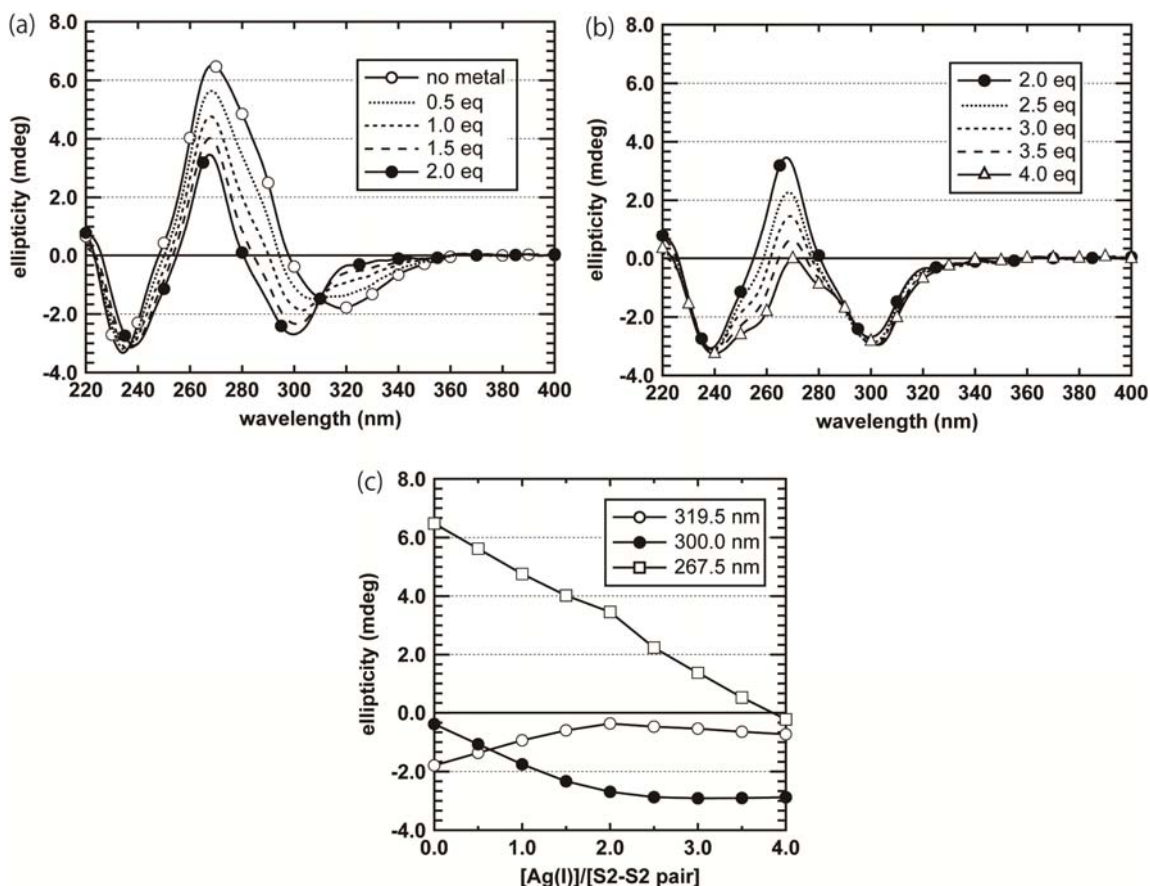 (a)
8.0
6.0
4.0
2.0
0.0
-2.0
-4.0
ellipticity (mdeg)
no metal
0.5 eq
1.0 eq
1.5 eq
2.0 eq
220 240 260 280 300 320 340 360 380 400
wavelength (nm)
(b)
8.0
6.0
4.0
2.0
0.0
-2.0
-4.0
ellipticity (mdeg)
2.0 eq
2.5 eq
3.0 eq
3.5 eq
4.0 eq
220 240 260 280 300 320 340 360 380 400
wavelength (nm)
(c)
8.0
6.0
4.0
2.0
0.0
-2.0
-4.0
ellipticity (mdeg)
319.5 nm
300.0 nm
267.5 nm
0.0 1.0 2.0 3.0 4.0
[Ag(I)]/[S2-S2 pair]